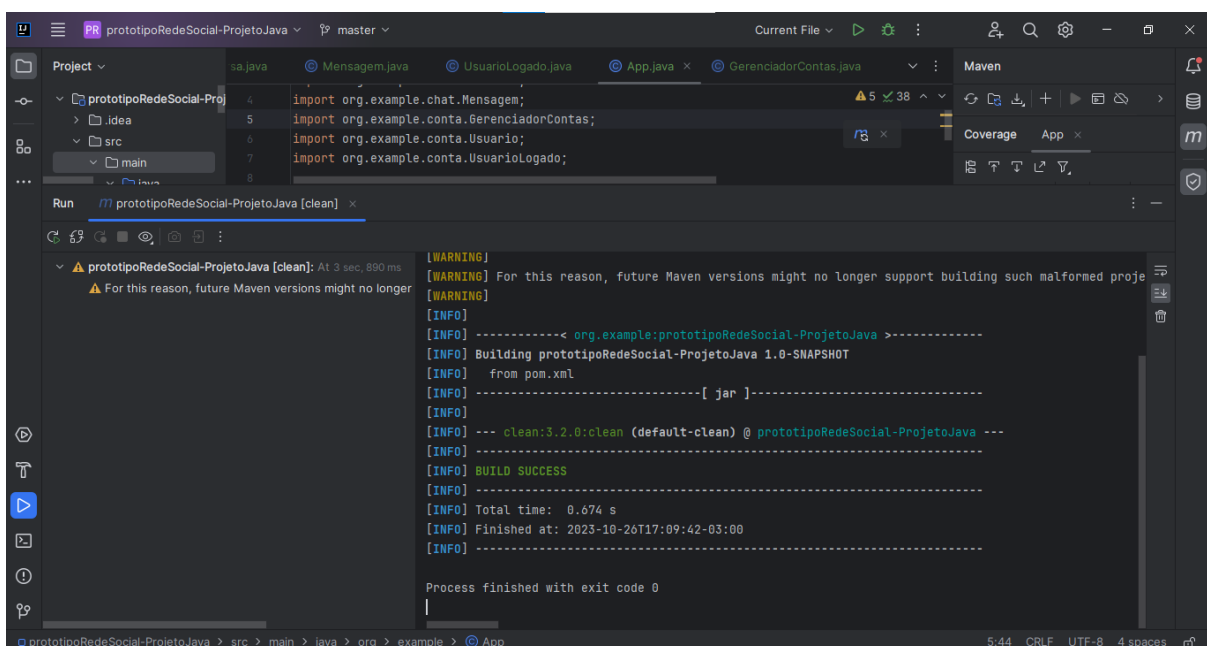 PR prototipoRedeSocial-ProjetoJava master Current File
Project sa.java Mensagem.java UsuarioLogado.java App.java GerenciadorContas.java Maven
prototipoRedeSocial-Proj
.idea
src
main
java
4 import org.example.chat.Mensagem;
5 import org.example.conta.GerenciadorContas;
6 import org.example.conta.Usuario;
7 import org.example.conta.UsuarioLogado;
8
5 38
Coverage App
Run prototipoRedeSocial-ProjetoJava [clean]
prototipoRedeSocial-ProjetoJava [clean]: At 3 sec, 890 ms
For this reason, future Maven versions might no longer
[WARNING]
[WARNING] For this reason, future Maven versions might no longer support building such malformed proje
[WARNING]
[INFO]
[INFO] ------------< org.example:prototipoRedeSocial-ProjetoJava >-------------
[INFO] Building prototipoRedeSocial-ProjetoJava 1.0-SNAPSHOT
[INFO]   from pom.xml
[INFO] --------------------------------[ jar ]---------------------------------
[INFO]
[INFO] --- clean:3.2.0:clean (default-clean) @ prototipoRedeSocial-ProjetoJava ---
[INFO] ------------------------------------------------------------------------
[INFO] BUILD SUCCESS
[INFO] ------------------------------------------------------------------------
[INFO] Total time:  0.674 s
[INFO] Finished at: 2023-10-26T17:09:42-03:00
[INFO] ------------------------------------------------------------------------
Process finished with exit code 0
prototipoRedeSocial-ProjetoJava > src > main > java > org > example > App 5:44 CRLF UTF-8 4 spaces